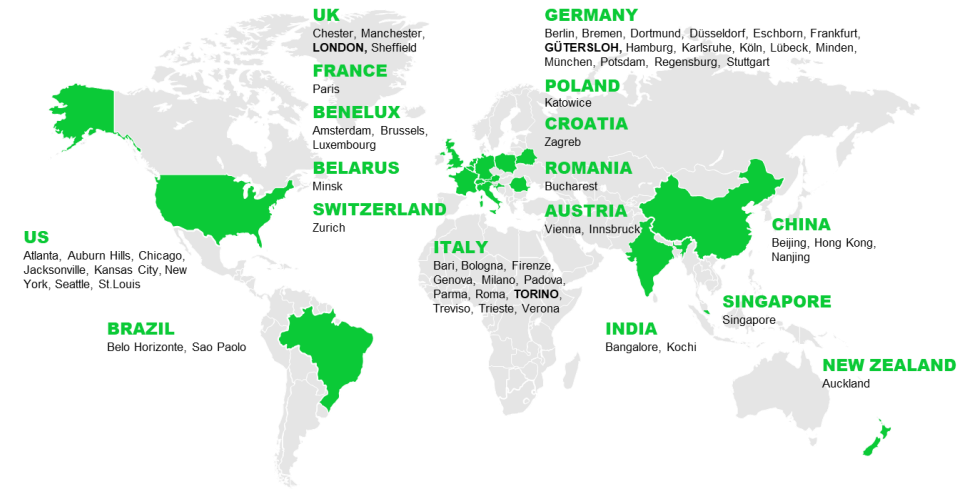 UK
Chester, Manchester,
LONDON, Sheffield
FRANCE
Paris
BENELUX
Amsterdam, Brussels,
Luxembourg
BELARUS
Minsk
SWITZERLAND
Zurich
GERMANY
Berlin, Bremen, Dortmund, Düsseldorf, Eschborn, Frankfurt,
GÜTERSLOH, Hamburg, Karlsruhe, Köln, Lübeck, Minden,
München, Potsdam, Regensburg, Stuttgart
POLAND
Katowice
CROATIA
Zagreb
ROMANIA
Bucharest
AUSTRIA
Vienna, Innsbruck
US
Atlanta, Auburn Hills, Chicago,
Jacksonville, Kansas City, New
York, Seattle, St.Louis
ITALY
Bari, Bologna, Firenze,
Genova, Milano, Padova,
Parma, Roma, TORINO,
Treviso, Trieste, Verona
CHINA
Beijing, Hong Kong,
Nanjing
SINGAPORE
Singapore
BRAZIL
Belo Horizonte, Sao Paolo
INDIA
Bangalore, Kochi
NEW ZEALAND
Auckland